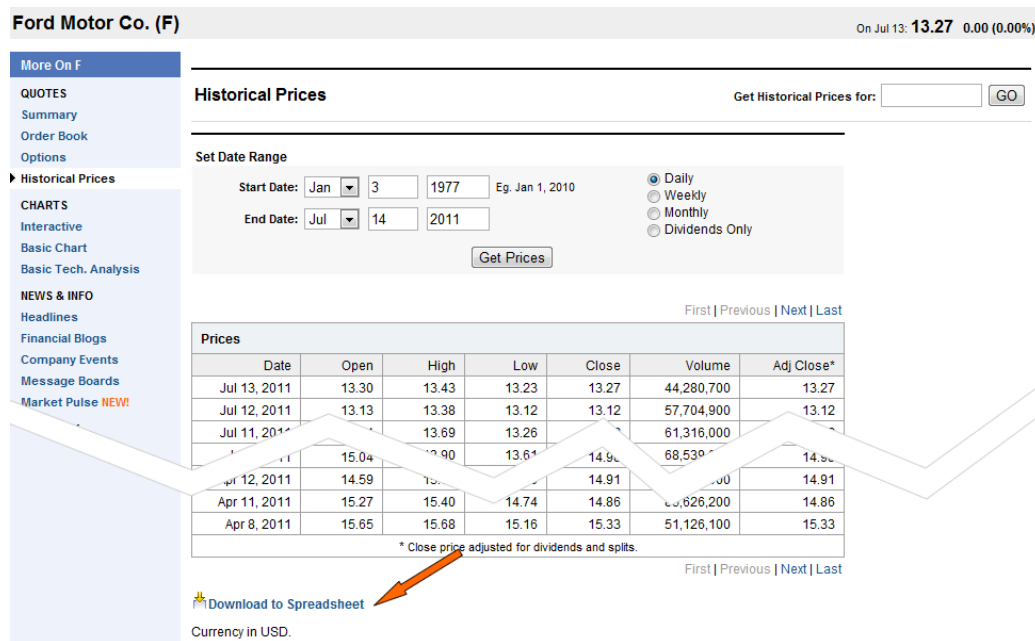 Ford Motor Co. (F)
On Jul 13: 13.27 0.00 (0.00%)
More On F
QUOTES
Summary
Order Book
Options
Historical Prices
CHARTS
Interactive
Basic Chart
Basic Tech. Analysis
NEWS & INFO
Headlines
Financial Blogs
Company Events
Message Boards
Market Pulse NEW!
Historical Prices
Get Historical Prices for: GO
Set Date Range
Start Date: Jan 3 1977 Eg. Jan 1, 2010
End Date: Jul 14 2011
Daily
Weekly
Monthly
Dividends Only
Get Prices
First | Previous | Next | Last
Prices
Date Open High Low Close Volume Adj Close*
Jul 13, 2011 13.30 13.43 13.23 13.27 44,280,700 13.27
Jul 12, 2011 13.13 13.38 13.12 13.12 57,704,900 13.12
Jul 11, 2011 13.69 13.26 61,316,000
15.04 13.61
12, 2011 14.59 14.91 14.91
Apr 11, 2011 15.27 15.40 14.74 14.86 14.86
Apr 8, 2011 15.65 15.68 15.16 15.33 51,126,100 15.33
* Close price adjusted for dividends and splits.
First | Previous | Next | Last
Download to Spreadsheet
Currency in USD.